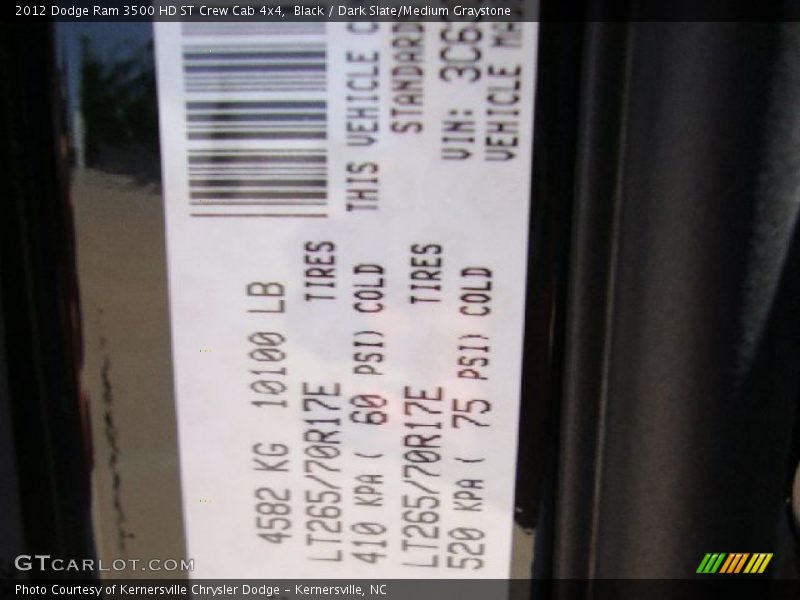 2012 Dodge Ram 3500 HD ST Crew Cab 4x4, Black / Dark Slate/Medium Graystone
4582 KG 10100 LB
LT265/70R17E TIRES
410 KPA ( 60 PSI) COLD THIS VEHICLE
LT265/70R17E TIRES STANDARD
520 KPA ( 75 PSI) COLD VIN: 3C6
VEHICLE
GTCARLOT.COM
Photo Courtesy of Kernersville Chrysler Dodge – Kernersville, NC